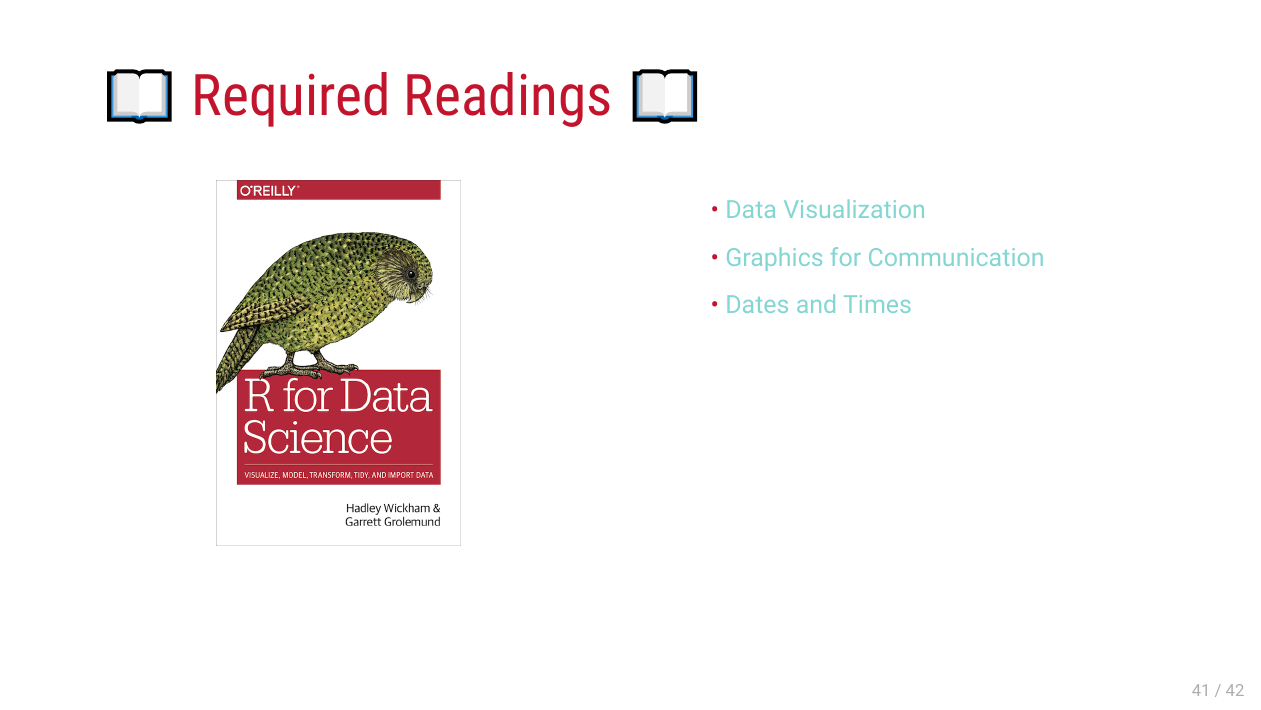 Required Readings
O'REILLY®
R for Data
Science
VISUALIZE, MODEL, TRANSFORM, TIDY, AND IMPORT DATA
Hadley Wickham &
Garrett Grolemund
• Data Visualization
• Graphics for Communication
• Dates and Times
41 / 42